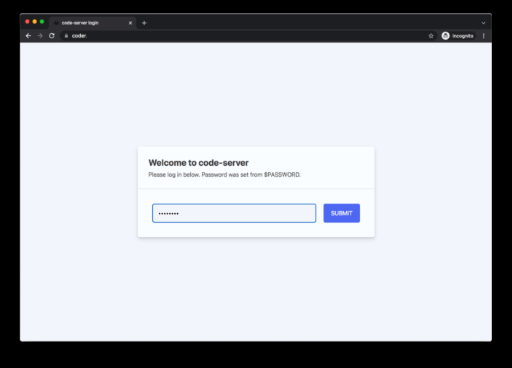 code-server login
coder.
Incognito
Welcome to code-server
Please log in below. Password was set from $PASSWORD.
••••••••
SUBMIT